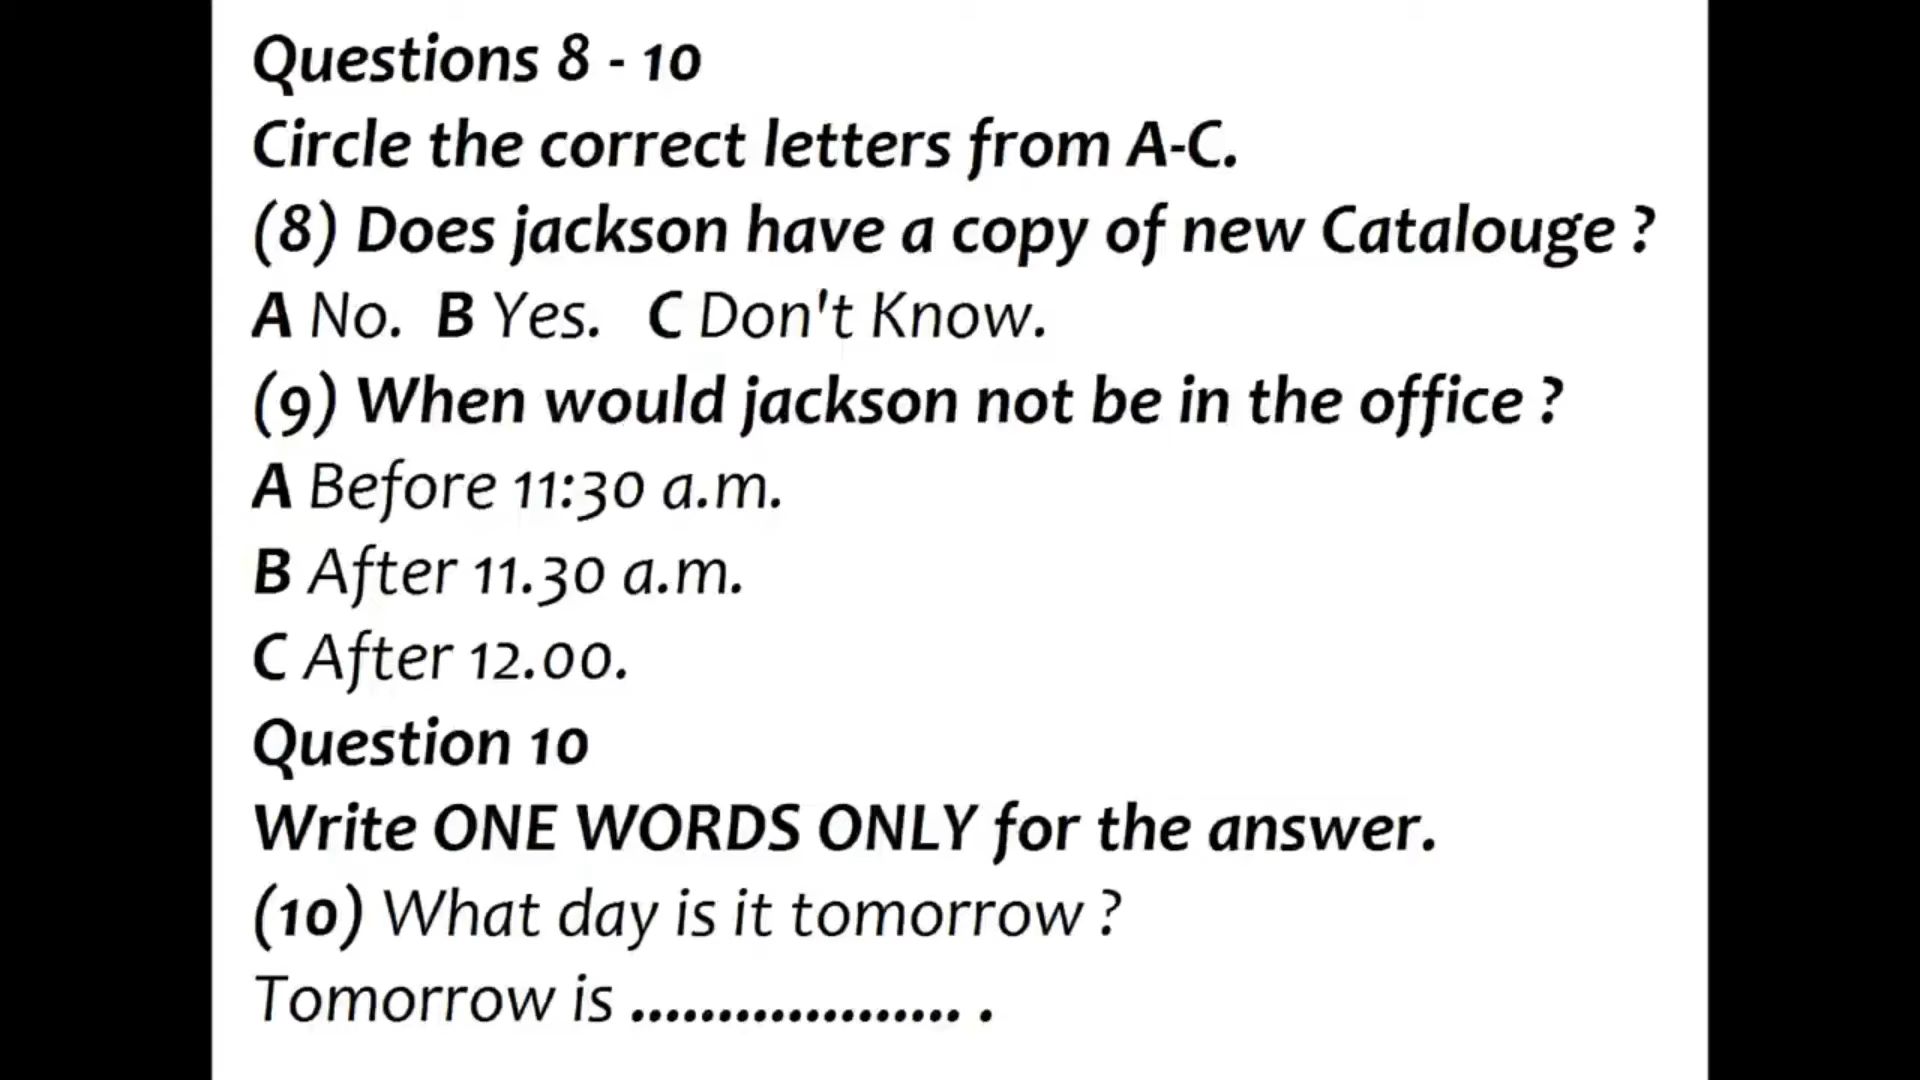 Questions 8 - 10
Circle the correct letters from A-C.
(8) Does jackson have a copy of new Catalouge ?
A No. B Yes. C Don't Know.
(9) When would jackson not be in the office ?
A Before 11:30 a.m.
B After 11.30 a.m.
C After 12.00.
Question 10
Write ONE WORDS ONLY for the answer.
(10) What day is it tomorrow ?
Tomorrow is ................... .